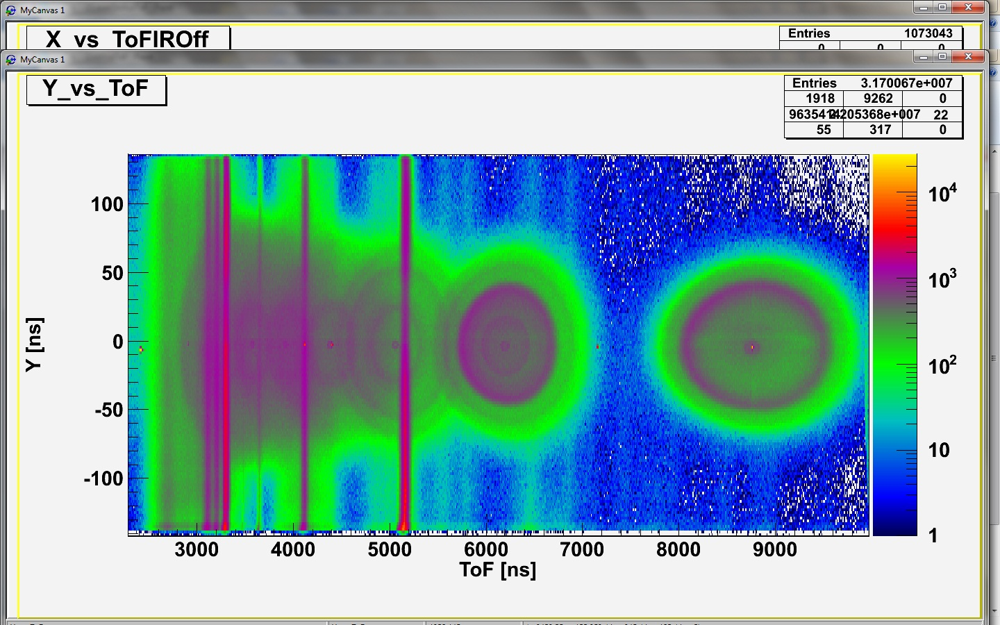 MyCanvas 1
X vs ToFIROff
Entries 1073043
0 0 0
MyCanvas 1
Y_vs_ToF
Entries 3.170067e+007
1918 9262 0
22
55 317 0
100
50
0
-50
-100
Y [ns]
3000 4000 5000 6000 7000 8000 9000
ToF [ns]
10^4
10^3
10^2
10
1